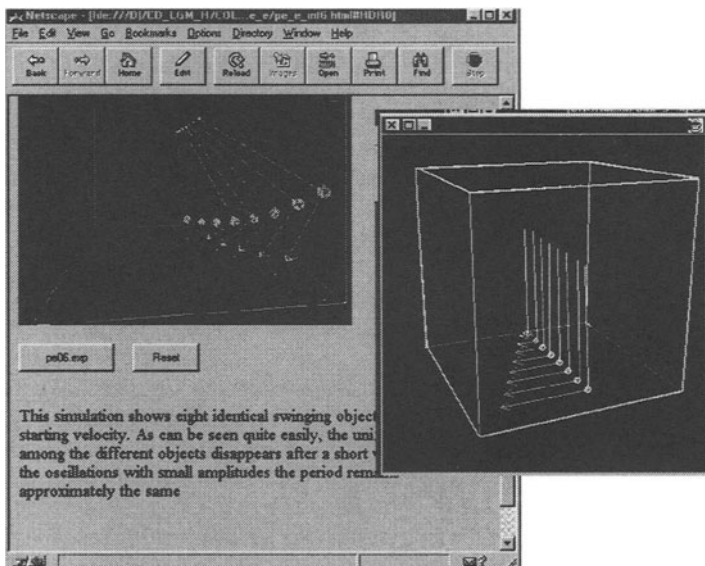 Netscape - [file:///D|/CD_LGM_H/COL...e_e/pe_e_inf6.html#HDR0]
File Edit View Go Bookmarks Options Directory Window Help
Back Forward Home Edit Reload Images Open Print Find Stop
pe06.exp Reset
This simulation shows eight identical swinging object
starting velocity. As can be seen quite easily, the uni
among the different objects disappears after a short
the oscillations with small amplitudes the period
approximately the same